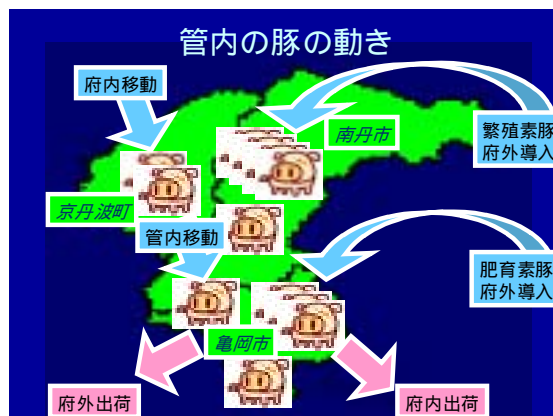 管内の豚の動き
府内移動
南丹市
繁殖素豚
府外導入
京丹波町
管内移動
肥育素豚
府外導入
亀岡市
府外出荷
府内出荷